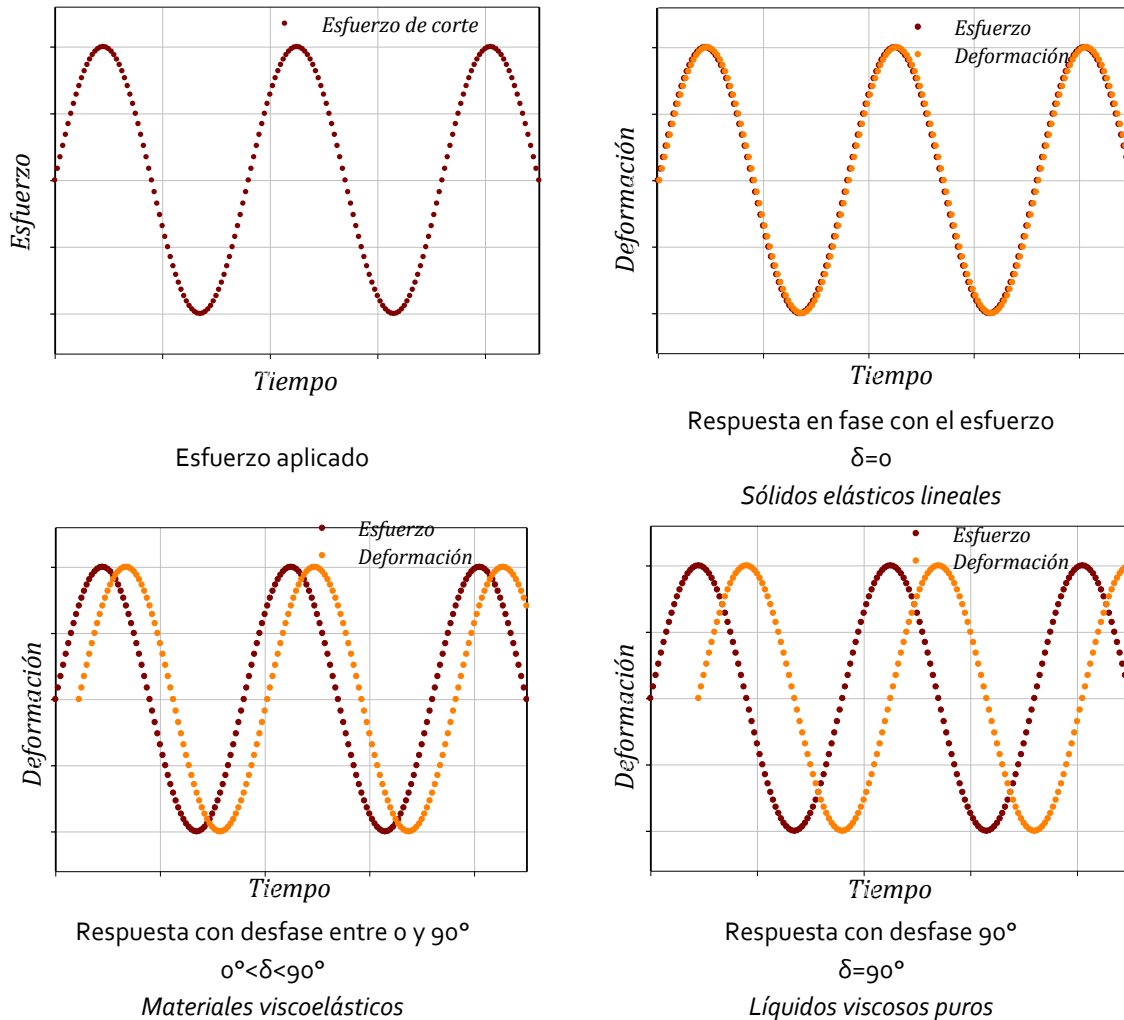 Esfuerzo de corte
Esfuerzo
Tiempo
Esfuerzo aplicado
Esfuerzo
Deformación
Deformación
Tiempo
Respuesta en fase con el esfuerzo
δ=0
Sólidos elásticos lineales
Esfuerzo
Deformación
Deformación
Tiempo
Respuesta con desfase entre 0 y 90°
0°<δ<90°
Materiales viscoelásticos
Esfuerzo
Deformación
Deformación
Tiempo
Respuesta con desfase 90°
δ=90°
Líquidos viscosos puros